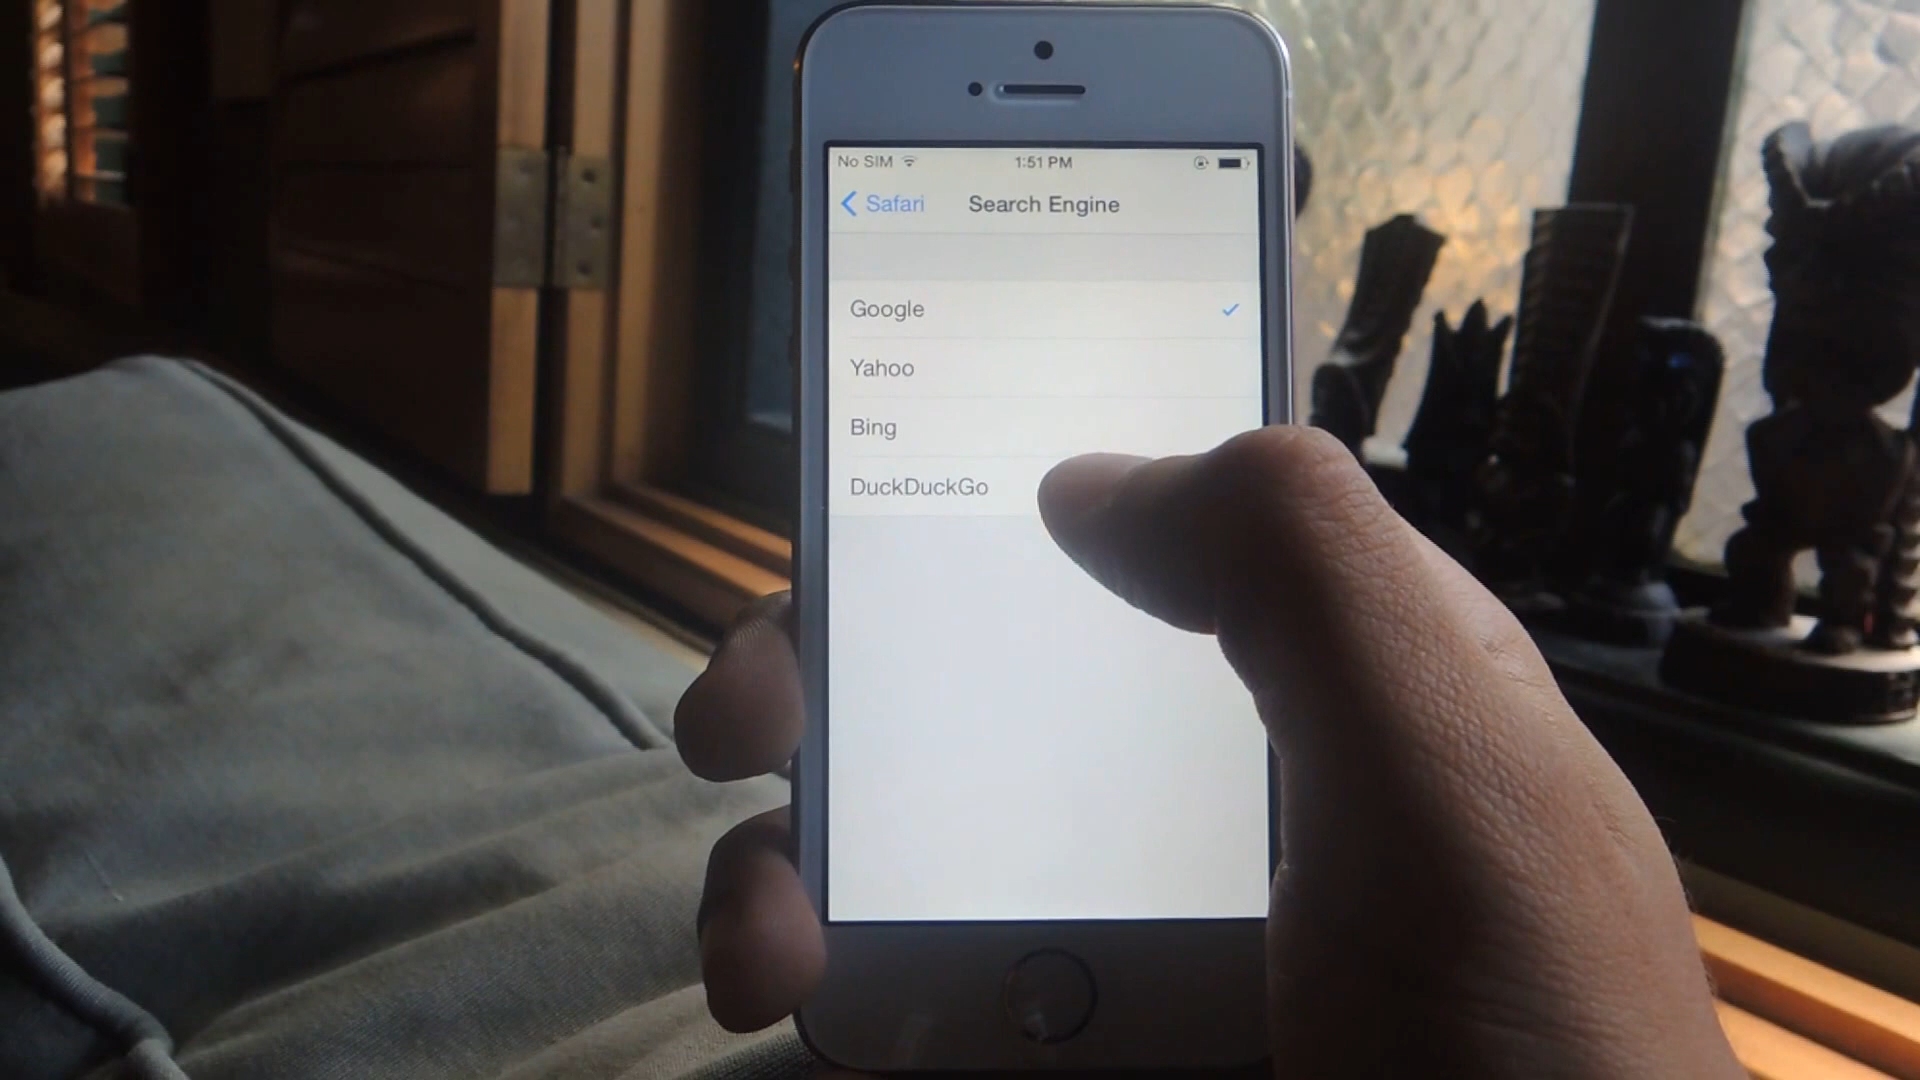 No SIM 1:51 PM
Safari Search Engine
Google
Yahoo
Bing
DuckDuckGo